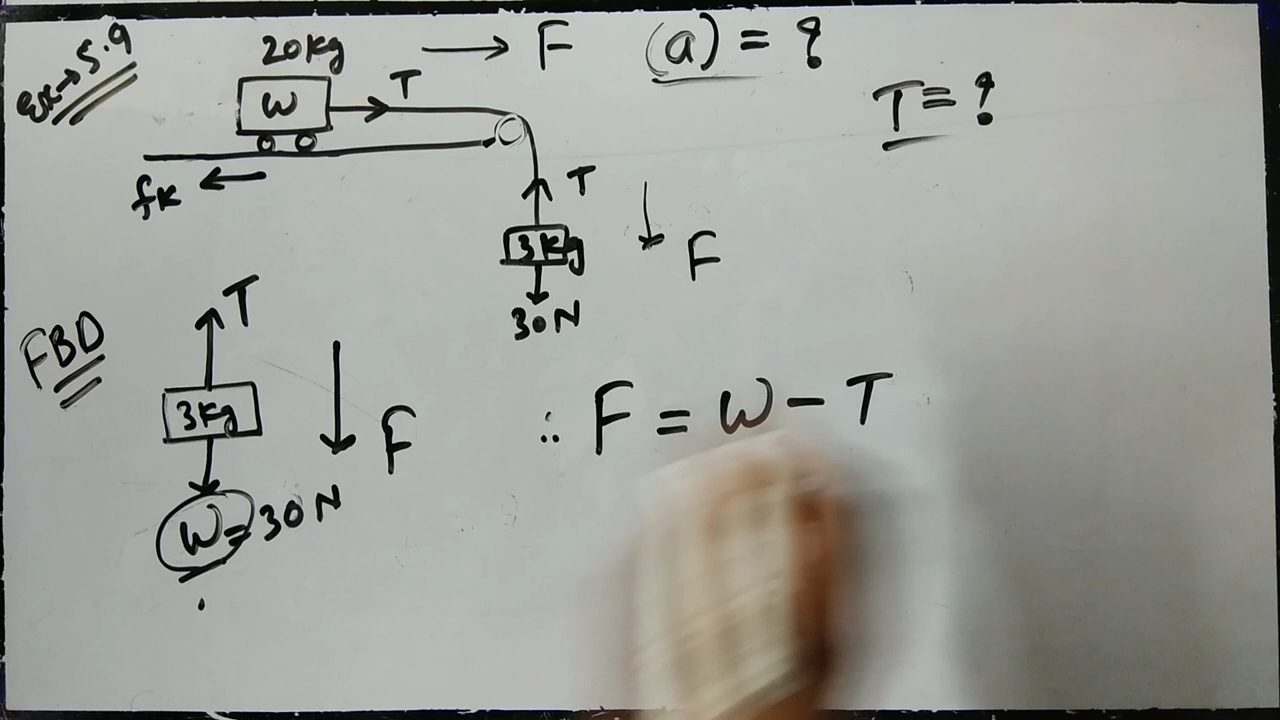 Ex→5.9
20kg
→ F
(a) = ?
T = ?
W
T
fK
T
3kg
F
30N
FBD
T
3kg
F
W = 30N
∴ F = W - T